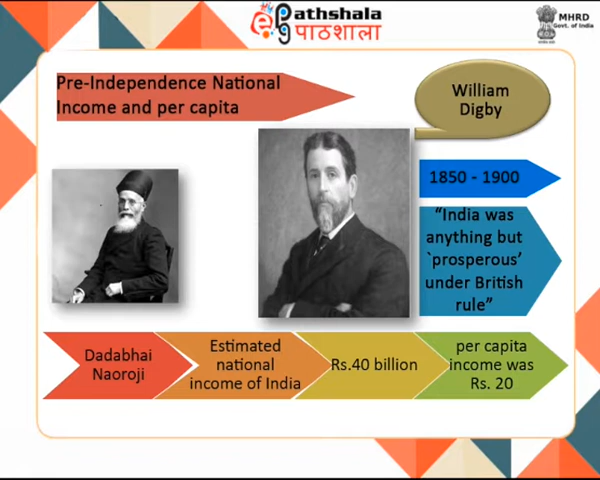 ePathshala
पाठशाला
MHRD
Govt. of India
Pre-Independence National
Income and per capita
William
Digby
1850 - 1900
“India was
anything but
`prosperous’
under British
rule”
Dadabhai
Naoroji
Estimated
national
income of India
Rs.40 billion
per capita
income was
Rs. 20